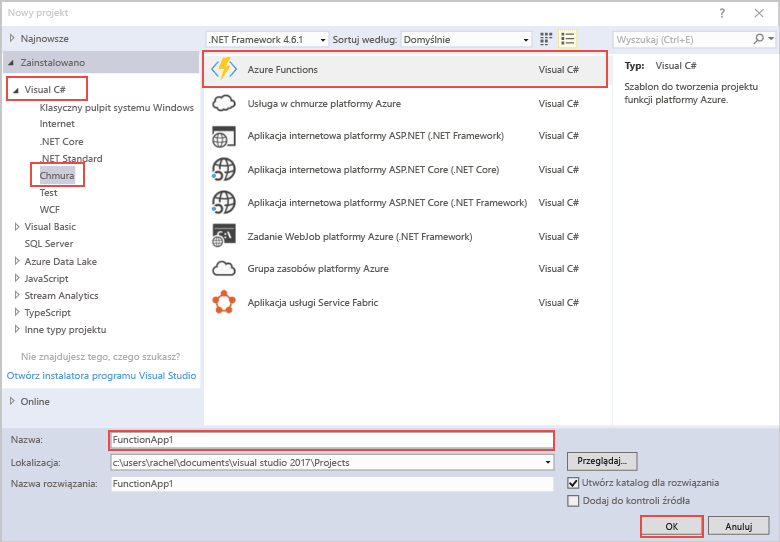 Nowy projekt
Najnowsze
.NET Framework 4.6.1 Sortuj według: Domyślnie
Wyszukaj (Ctrl+E)
Zainstalowano
Visual C#
Klasyczny pulpit systemu Windows
Internet
.NET Core
.NET Standard
Chmura
Test
WCF
Visual Basic
SQL Server
Azure Data Lake
JavaScript
Stream Analytics
TypeScript
Inne typy projektu
Nie znajdujesz tego, czego szukasz?
Otwórz instalatora programu Visual Studio
Online
Azure Functions Visual C#
Usługa w chmurze platformy Azure Visual C#
Aplikacja internetowa platformy ASP.NET (.NET Framework) Visual C#
Aplikacja internetowa platformy ASP.NET Core (.NET Core) Visual C#
Aplikacja internetowa platformy ASP.NET Core (.NET Framework) Visual C#
Zadanie WebJob platformy Azure (.NET Framework) Visual C#
Grupa zasobów platformy Azure Visual C#
Aplikacja usługi Service Fabric Visual C#
Typ: Visual C#
Szablon do tworzenia projektu
funkcji platformy Azure.
Nazwa: FunctionApp1
Lokalizacja: c:\users\rachel\documents\visual studio 2017\Projects
Przeglądaj...
Nazwa rozwiązania: FunctionApp1
Utwórz katalog dla rozwiązania
Dodaj do kontroli źródła
OK Anuluj